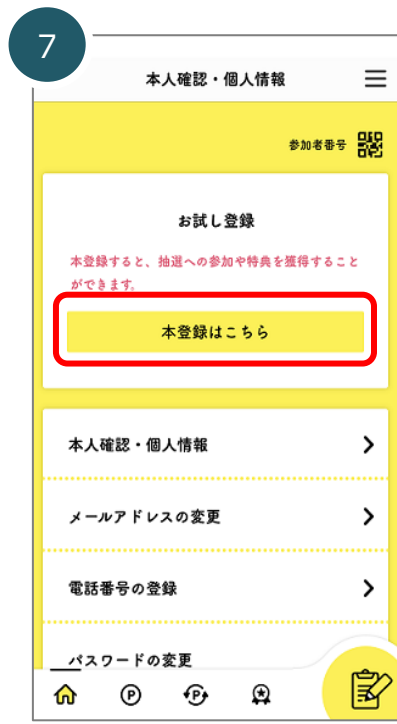 7
本人確認・個人情報
参加者番号
お試し登録
本登録すると、抽選への参加や特典を獲得すること
ができます。
本登録はこちら
本人確認・個人情報
メールアドレスの変更
電話番号の登録
パスワードの変更
P
P